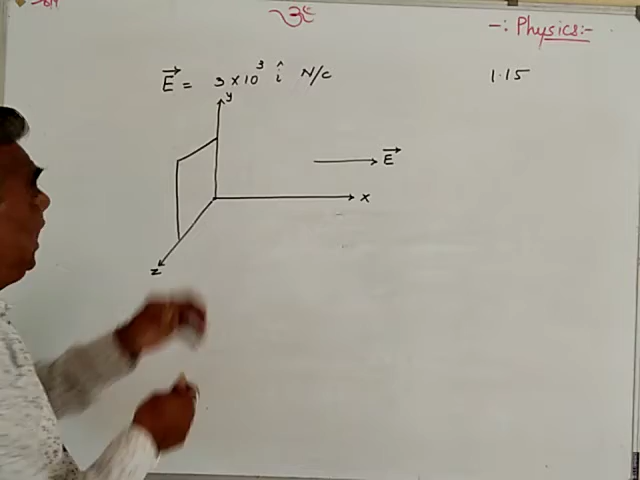 ॐ
-: Physics:-
E⃗ = 3 × 10³ î N/C
1.15
y
E⃗
x
z